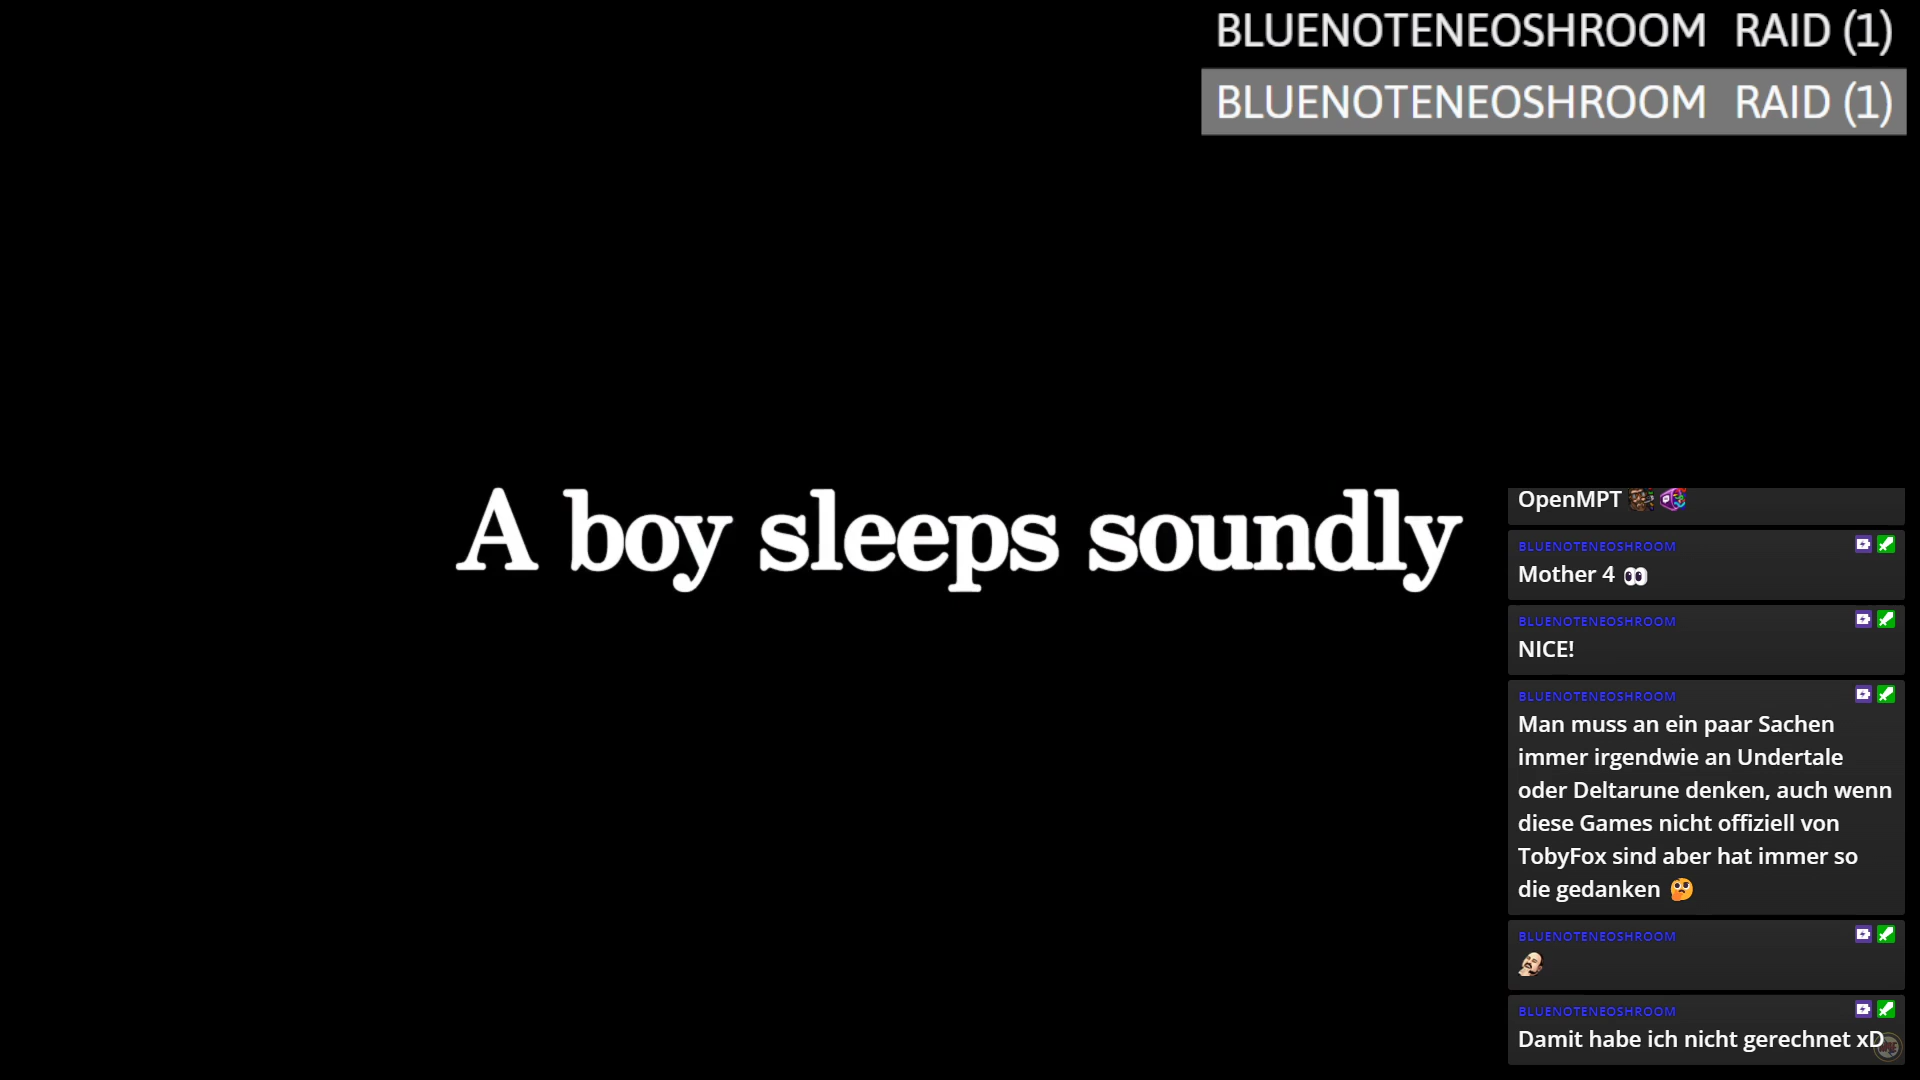 BLUENOTENEOSHROOM RAID (1)
BLUENOTENEOSHROOM RAID (1)
A boy sleeps soundly
OpenMPT
BLUENOTENEOSHROOM
Mother 4 👀
BLUENOTENEOSHROOM
NICE!
BLUENOTENEOSHROOM
Man muss an ein paar Sachen
immer irgendwie an Undertale
oder Deltarune denken, auch wenn
diese Games nicht offiziell von
TobyFox sind aber hat immer so
die gedanken 🤔
BLUENOTENEOSHROOM
BLUENOTENEOSHROOM
Damit habe ich nicht gerechnet xD